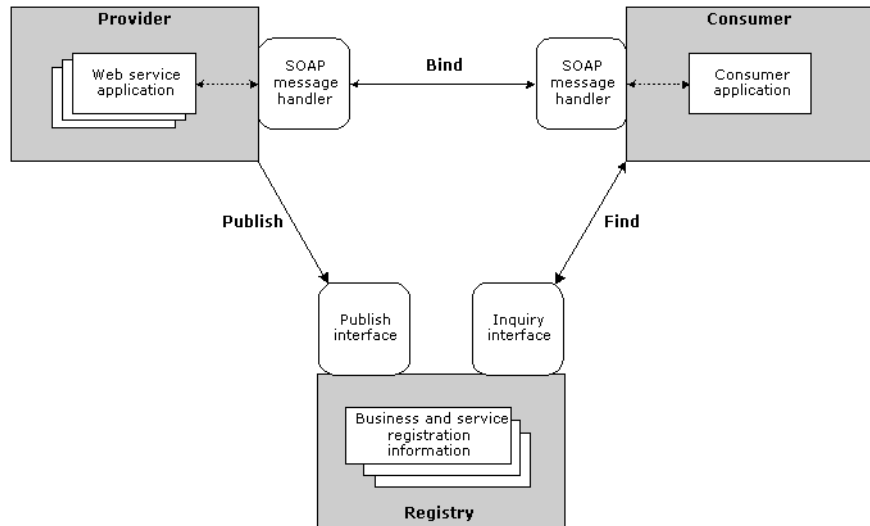 Provider
Consumer
Web service
application
SOAP
message
handler
Bind
SOAP
message
handler
Consumer
application
Publish
Find
Publish
interface
Inquiry
interface
Business and service
registration
information
Registry